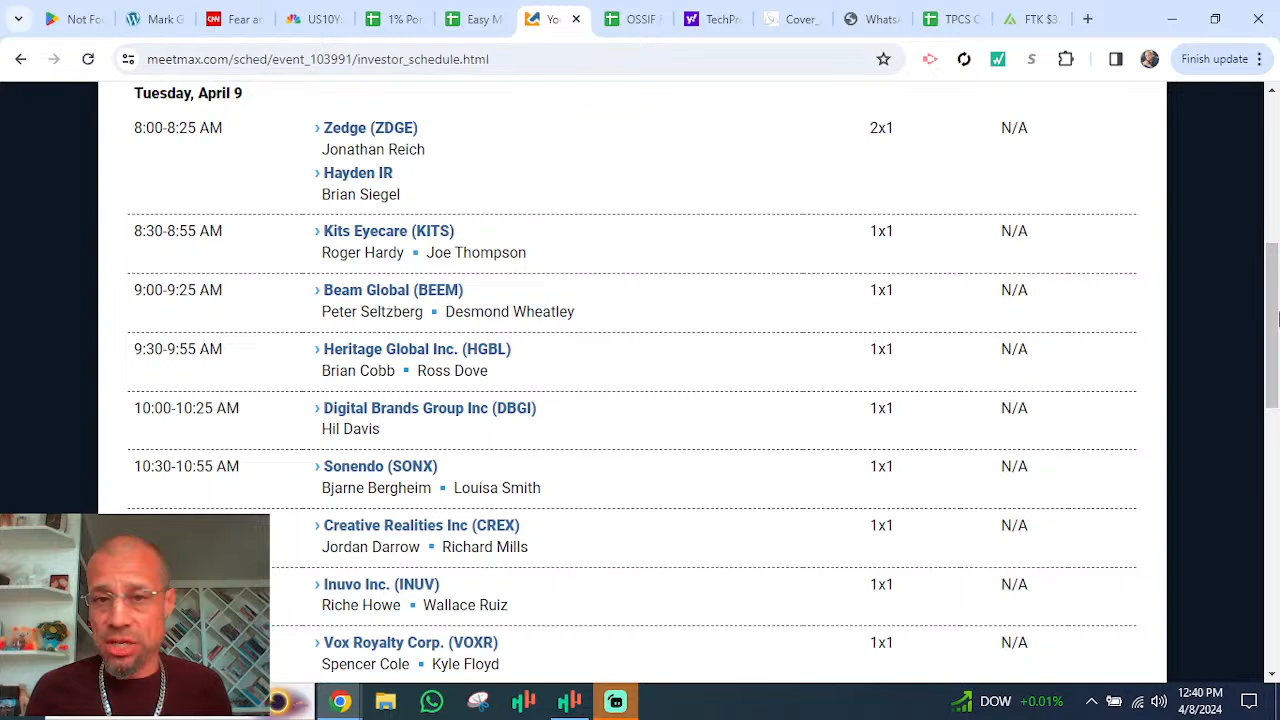 Not Fo
Mark G
Fear ar
US10Y
1% Por
Easy M
Yo
OSSIF F
TechPr
Cover_
Whats
TPCS C
FTK $3
meetmax.com/sched/event_103991/investor_schedule.html
Finish update
Tuesday, April 9
8:00-8:25 AM Zedge (ZDGE) 2x1 N/A
Jonathan Reich
Hayden IR
Brian Siegel
8:30-8:55 AM Kits Eyecare (KITS) 1x1 N/A
Roger Hardy ▪ Joe Thompson
9:00-9:25 AM Beam Global (BEEM) 1x1 N/A
Peter Seltzberg ▪ Desmond Wheatley
9:30-9:55 AM Heritage Global Inc. (HGBL) 1x1 N/A
Brian Cobb ▪ Ross Dove
10:00-10:25 AM Digital Brands Group Inc (DBGI) 1x1 N/A
Hil Davis
10:30-10:55 AM Sonendo (SONX) 1x1 N/A
Bjarne Bergheim ▪ Louisa Smith
Creative Realities Inc (CREX) 1x1 N/A
Jordan Darrow ▪ Richard Mills
Inuvo Inc. (INUV) 1x1 N/A
Riche Howe ▪ Wallace Ruiz
Vox Royalty Corp. (VOXR) 1x1 N/A
Spencer Cole ▪ Kyle Floyd
DOW +0.01%
12:40 PM
4/8/2024